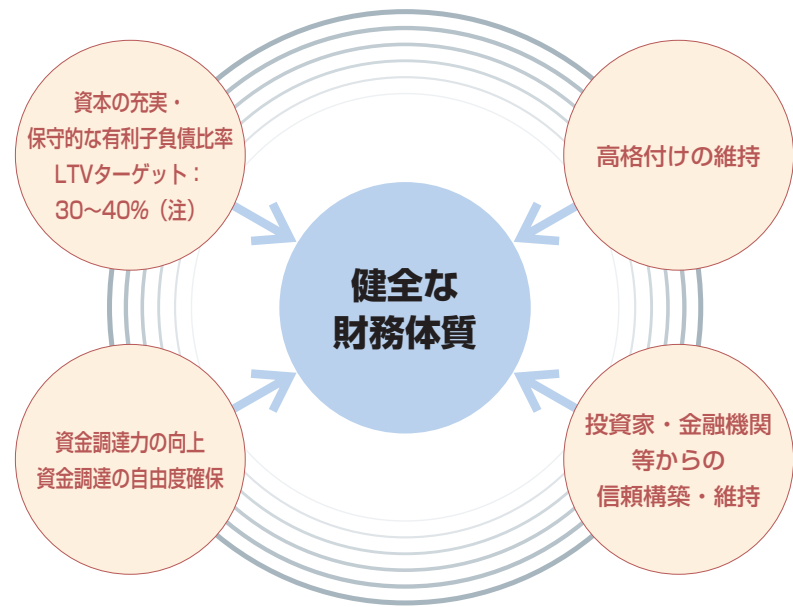 資本の充実・
保守的な有利子負債比率
LTVターゲット：
30〜40%（注）
高格付けの維持
健全な
財務体質
資金調達力の向上
資金調達の自由度確保
投資家・金融機関
等からの
信頼構築・維持